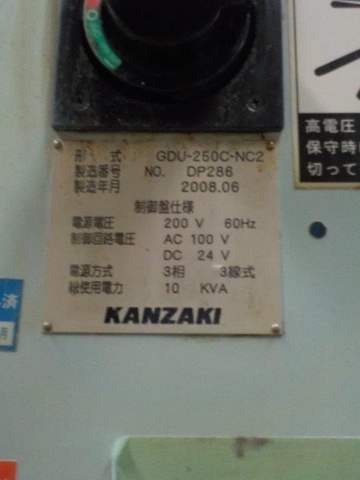 形式 GDU-250C-NC2
製造番号 NO. DP286
製造年月 2008.06
制御盤仕様
電源電圧 200 V 60Hz
制御回路電圧 AC 100 V
DC 24 V
電源方式 3相 3線式
総使用電力 10 KVA
KANZAKI
高電圧
保守時
切って
済